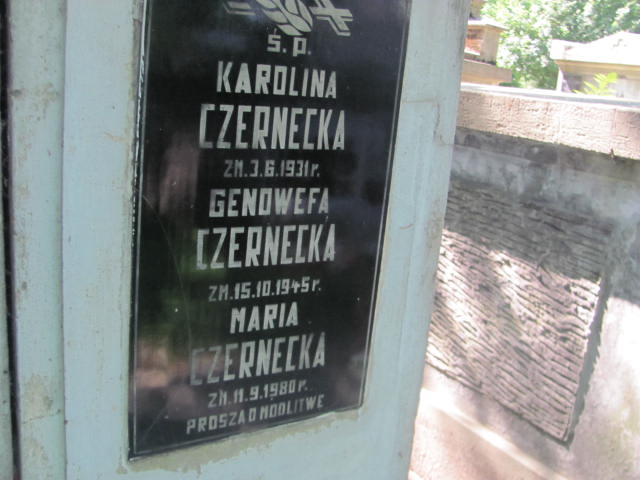 Ś. P.
KAROLINA
CZERNECKA
ZM. 3.6.1931 r.
GENOWEFA
CZERNECKA
ZM. 15.10.1945 r.
MARIA
CZERNECKA
ZM. 11.9.1980 r.
PROSZĄ O MODLITWĘ